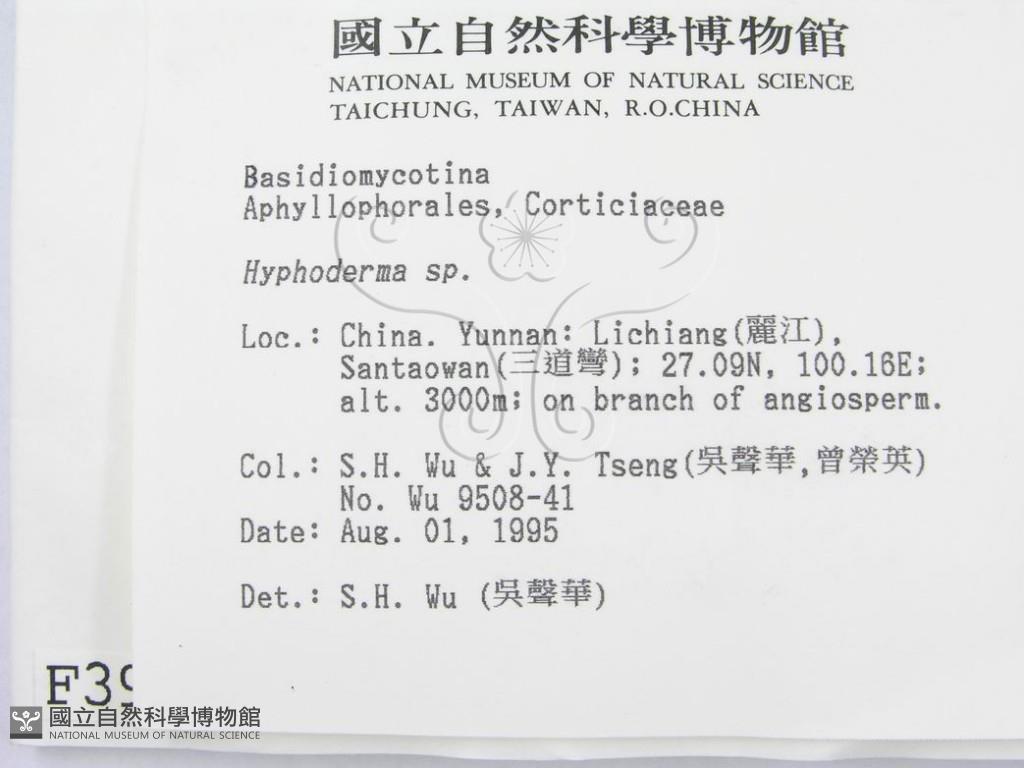 國立自然科學博物館
NATIONAL MUSEUM OF NATURAL SCIENCE
TAICHUNG, TAIWAN, R.O.CHINA
Basidiomycotina
Aphyllophorales, Corticiaceae
Hyphoderma sp.
Loc.: China. Yunnan: Lichiang(麗江),
Santaowan(三道彎); 27.09N, 100.16E;
alt. 3000m; on branch of angiosperm.
Col.: S.H. Wu & J.Y. Tseng(吳聲華,曾榮英)
No. Wu 9508-41
Date: Aug. 01, 1995
Det.: S.H. Wu (吳聲華)
F39
國立自然科學博物館
NATIONAL MUSEUM OF NATURAL SCIENCE